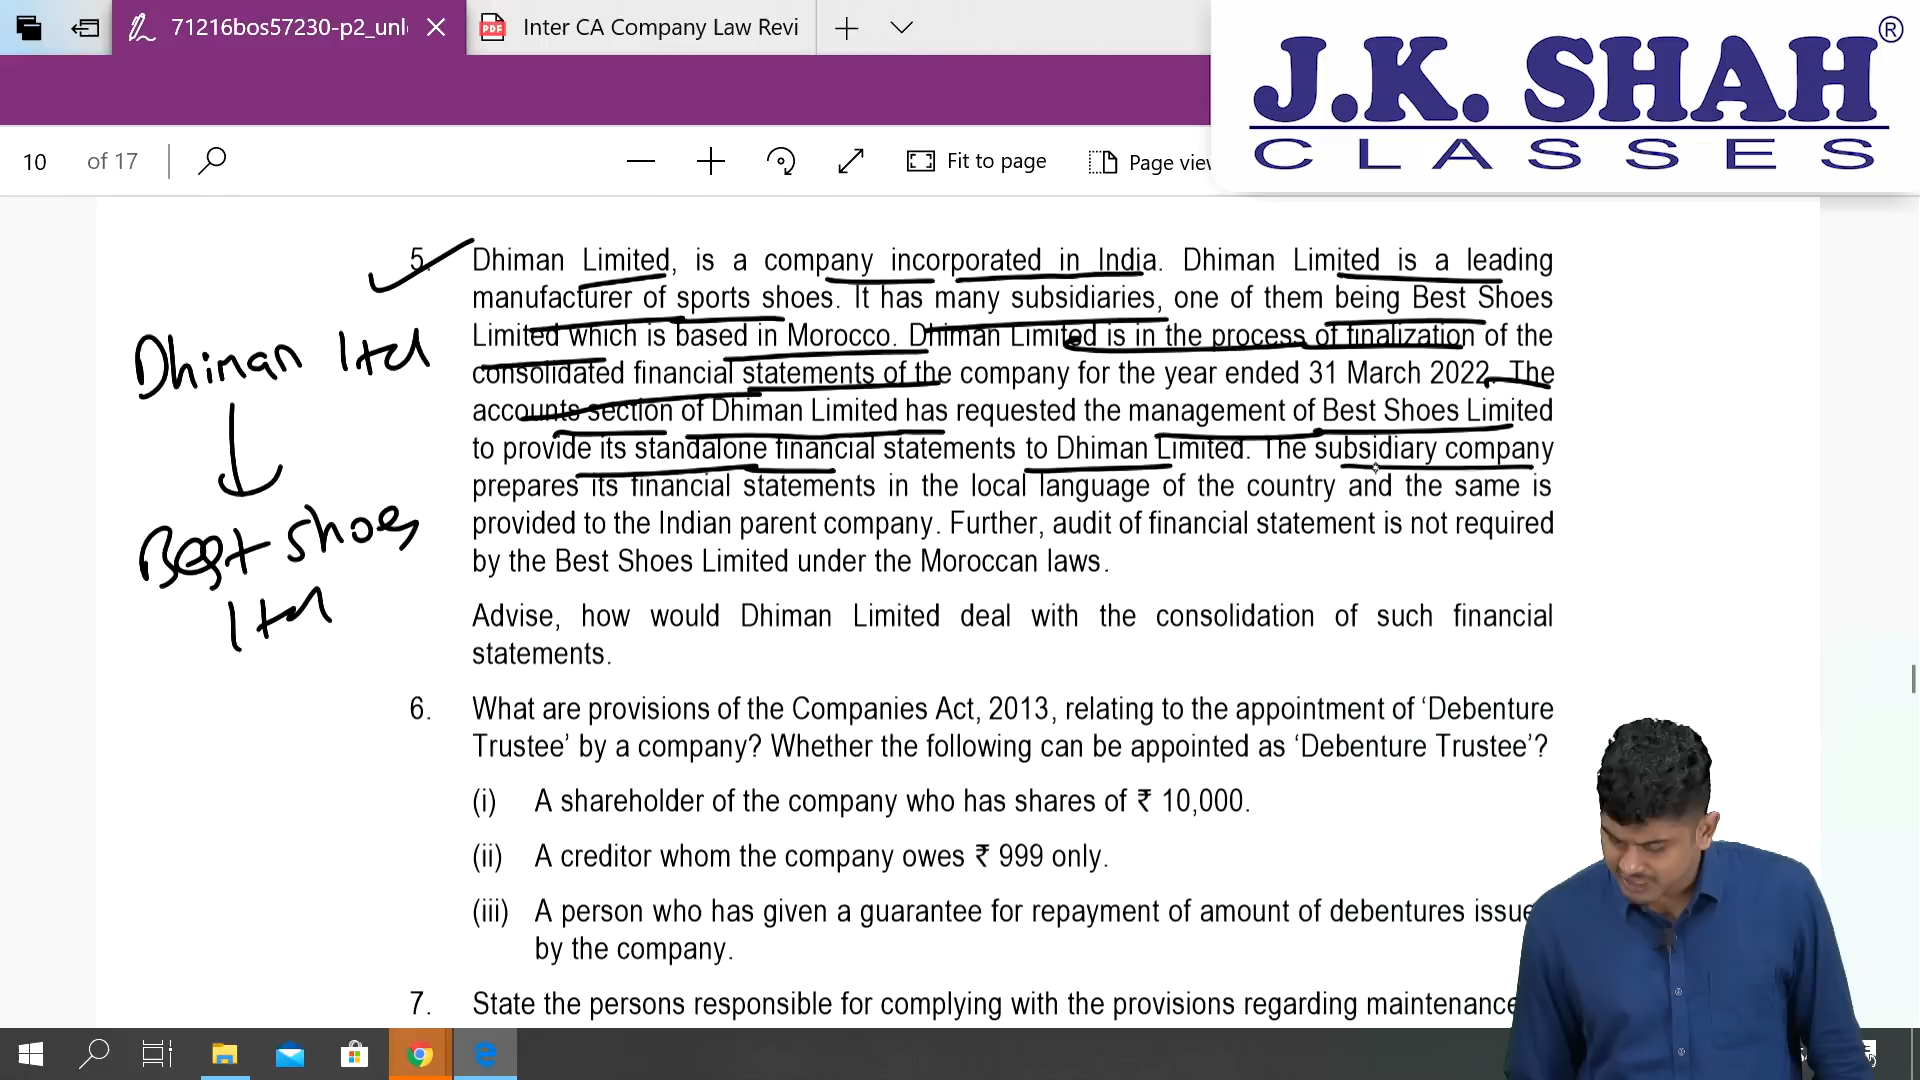 71216bos57230-p2_unl
Inter CA Company Law Revi
J.K. SHAH®
CLASSES
10 of 17
Fit to page
Page view
5. Dhiman Limited, is a company incorporated in India. Dhiman Limited is a leading
manufacturer of sports shoes. It has many subsidiaries, one of them being Best Shoes
Limited which is based in Morocco. Dhiman Limited is in the process of finalization of the
consolidated financial statements of the company for the year ended 31 March 2022. The
accounts section of Dhiman Limited has requested the management of Best Shoes Limited
to provide its standalone financial statements to Dhiman Limited. The subsidiary company
prepares its financial statements in the local language of the country and the same is
provided to the Indian parent company. Further, audit of financial statement is not required
by the Best Shoes Limited under the Moroccan laws.
Dhiman ltd
Best shoes
ltd
Advise, how would Dhiman Limited deal with the consolidation of such financial
statements.
6. What are provisions of the Companies Act, 2013, relating to the appointment of ‘Debenture
Trustee’ by a company? Whether the following can be appointed as ‘Debenture Trustee’?
(i) A shareholder of the company who has shares of ₹ 10,000.
(ii) A creditor whom the company owes ₹ 999 only.
(iii) A person who has given a guarantee for repayment of amount of debentures issue
by the company.
7. State the persons responsible for complying with the provisions regarding maintenance